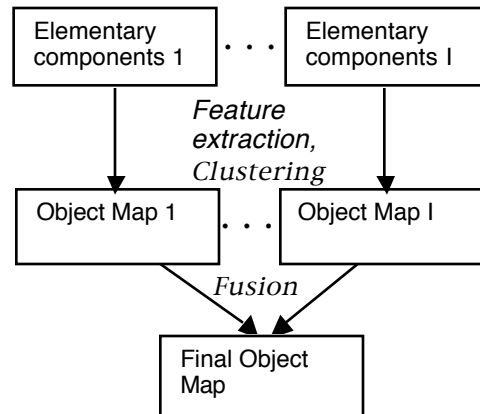 Elementary
components 1
. . .
Elementary
components I
Feature
extraction,
Clustering
Object Map 1
. . .
Object Map I
Fusion
Final Object
Map